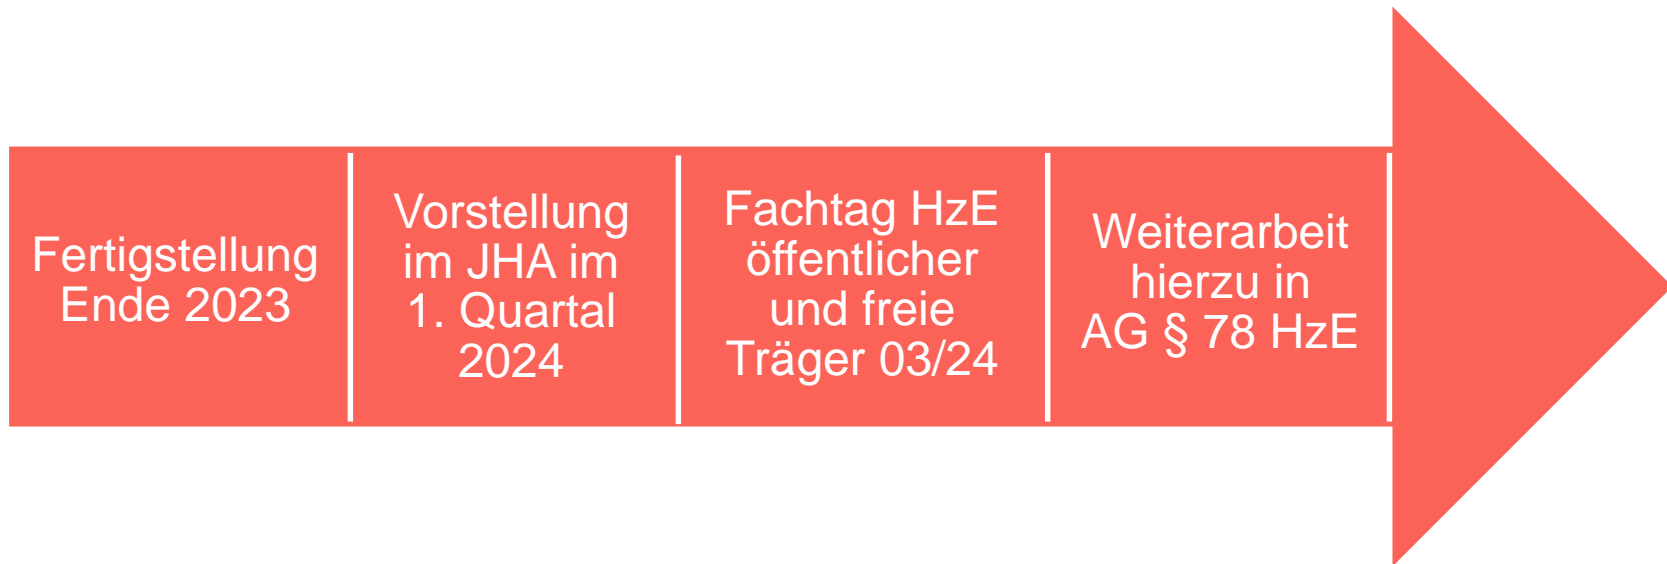 Fertigstellung
Ende 2023
Vorstellung
im JHA im
1. Quartal
2024
Fachtag HzE
öffentlicher
und freie
Träger 03/24
Weiterarbeit
hierzu in
AG § 78 HzE